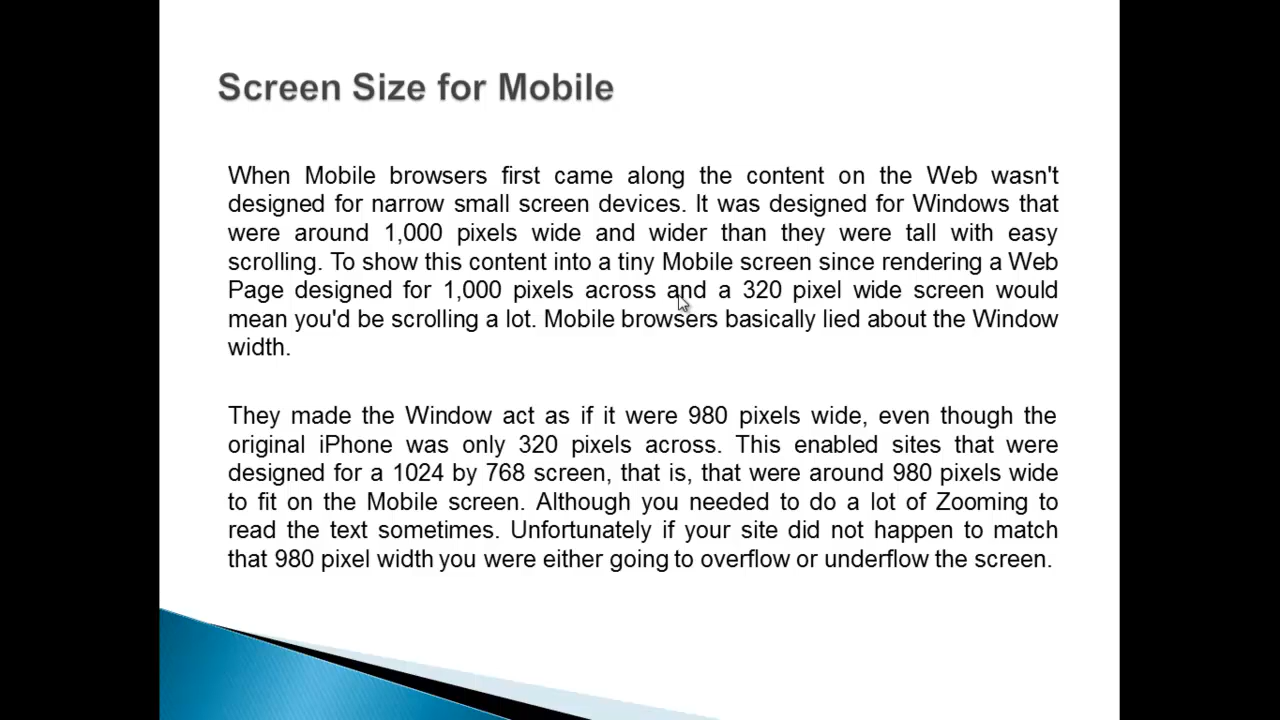 Screen Size for Mobile
When Mobile browsers first came along the content on the Web wasn't
designed for narrow small screen devices. It was designed for Windows that
were around 1,000 pixels wide and wider than they were tall with easy
scrolling. To show this content into a tiny Mobile screen since rendering a Web
Page designed for 1,000 pixels across and a 320 pixel wide screen would
mean you'd be scrolling a lot. Mobile browsers basically lied about the Window
width.
They made the Window act as if it were 980 pixels wide, even though the
original iPhone was only 320 pixels across. This enabled sites that were
designed for a 1024 by 768 screen, that is, that were around 980 pixels wide
to fit on the Mobile screen. Although you needed to do a lot of Zooming to
read the text sometimes. Unfortunately if your site did not happen to match
that 980 pixel width you were either going to overflow or underflow the screen.